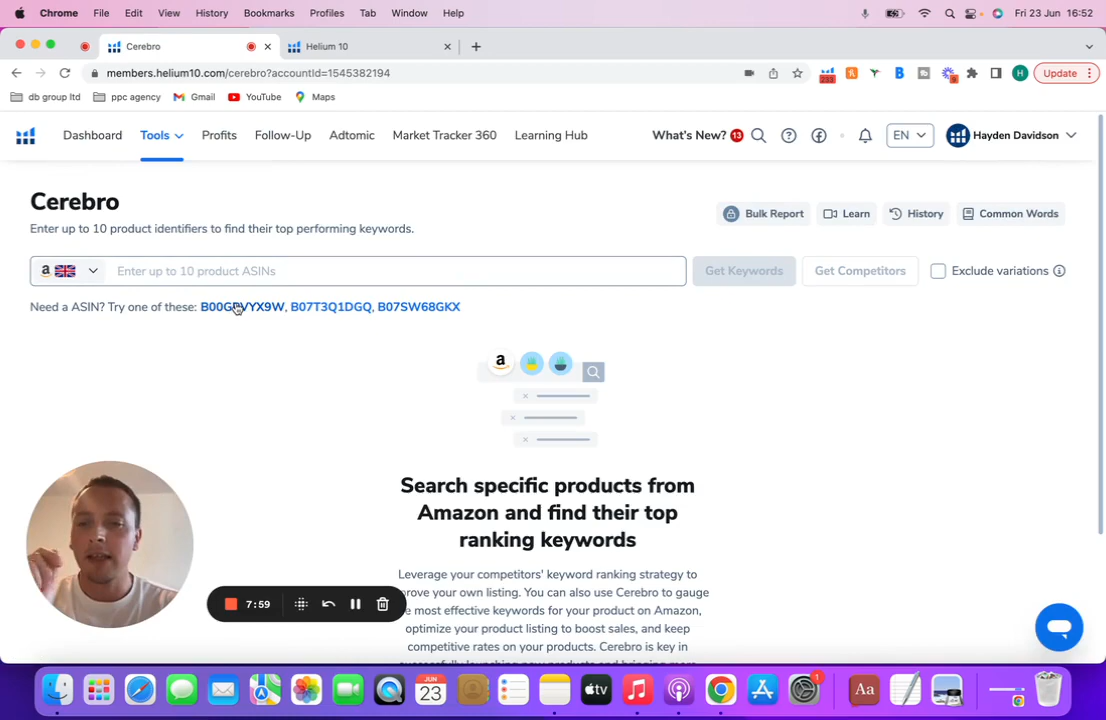 Chrome File Edit View History Bookmarks Profiles Tab Window Help Fri 23 Jun 16:52
Cerebro Helium 10
members.helium10.com/cerebro?accountId=1545382194 233 9 H Update
db group ltd ppc agency Gmail YouTube Maps
Dashboard Tools Profits Follow-Up Adtomic Market Tracker 360 Learning Hub What's New? 13 EN Hayden Davidson
Cerebro
Enter up to 10 product identifiers to find their top performing keywords.
Bulk Report Learn History Common Words
Enter up to 10 product ASINs Get Keywords Get Competitors Exclude variations
Need a ASIN? Try one of these: B07T3Q1DGQ, B07SW68GKX
Search specific products from
Amazon and find their top
ranking keywords
Leverage your competitors' keyword ranking strategy to
your own listing. You can also use Cerebro to gauge
most effective keywords for your product on Amazon,
optimize your product listing to boost sales, and keep
competitive rates on your products. Cerebro is key in
7:59
JUN
23
tv
Aa
1